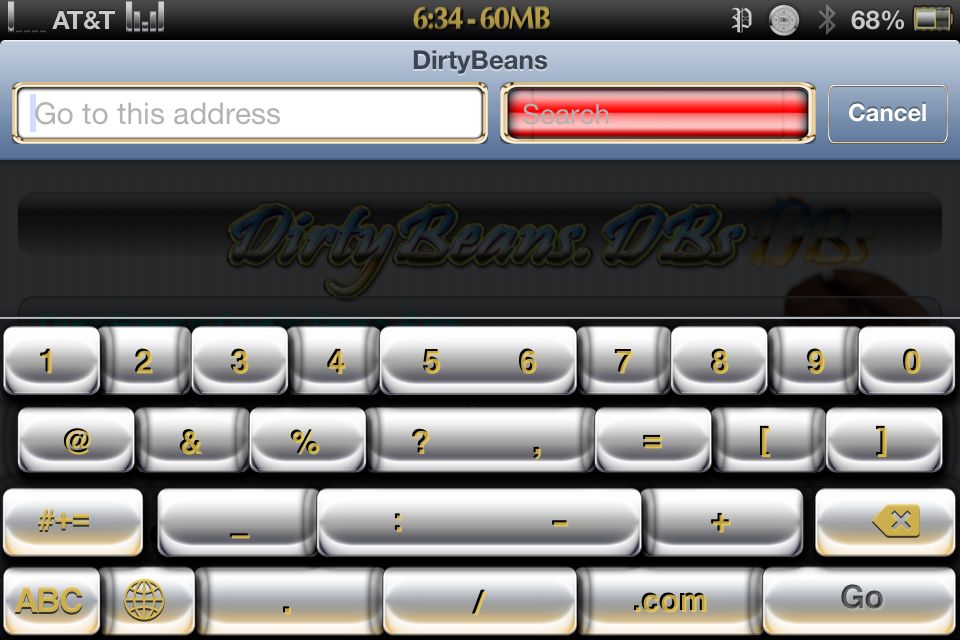 AT&T 6:34 - 60MB 68%
DirtyBeans
Go to this address Search Cancel
DirtyBeans. DBs DBs
1 2 3 4 5 6 7 8 9 0
@ & % ? , = [ ]
#+= _ : - +
ABC . / .com Go